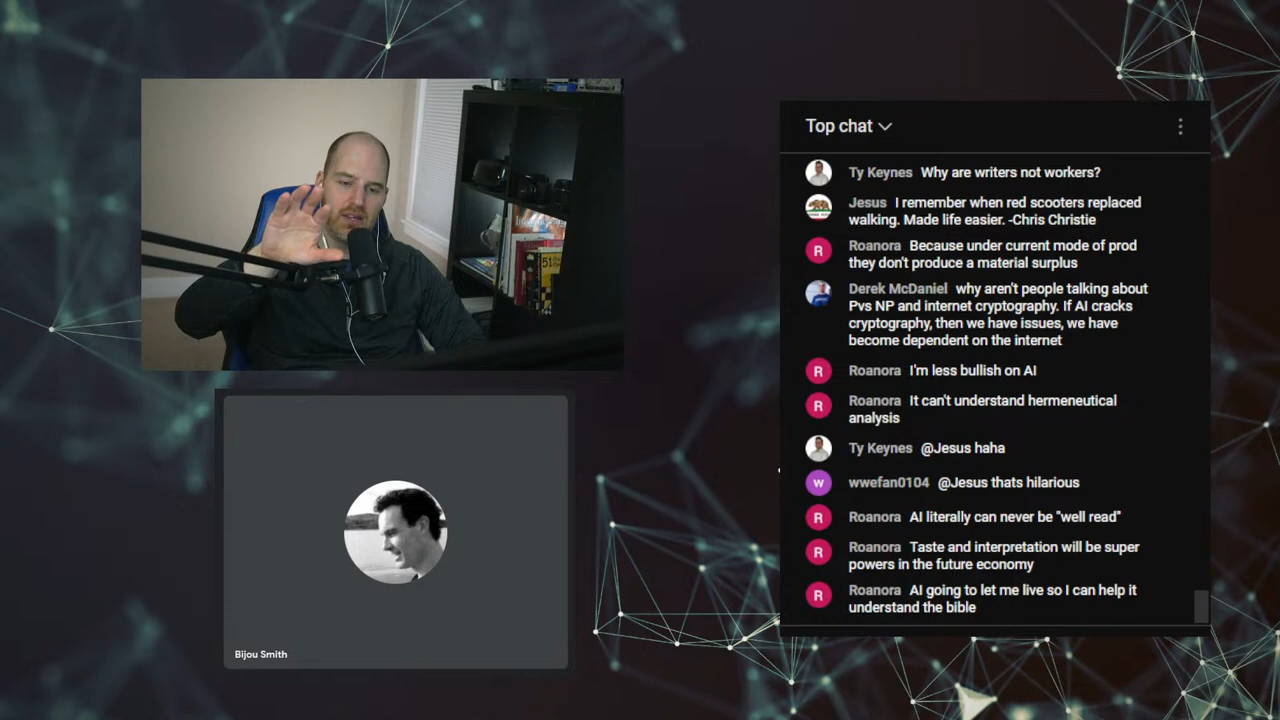 Top chat
Ty Keynes Why are writers not workers?
Jesus I remember when red scooters replaced
walking. Made life easier. -Chris Christie
R Roanora Because under current mode of prod
they don't produce a material surplus
Derek McDaniel why aren't people talking about
Pvs NP and internet cryptography. If AI cracks
cryptography, then we have issues, we have
become dependent on the internet
R Roanora I'm less bullish on AI
R Roanora It can't understand hermeneutical
analysis
Ty Keynes @Jesus haha
w wwefan0104 @Jesus thats hilarious
R Roanora AI literally can never be "well read"
R Roanora Taste and interpretation will be super
powers in the future economy
R Roanora AI going to let me live so I can help it
understand the bible
51
Bijou Smith